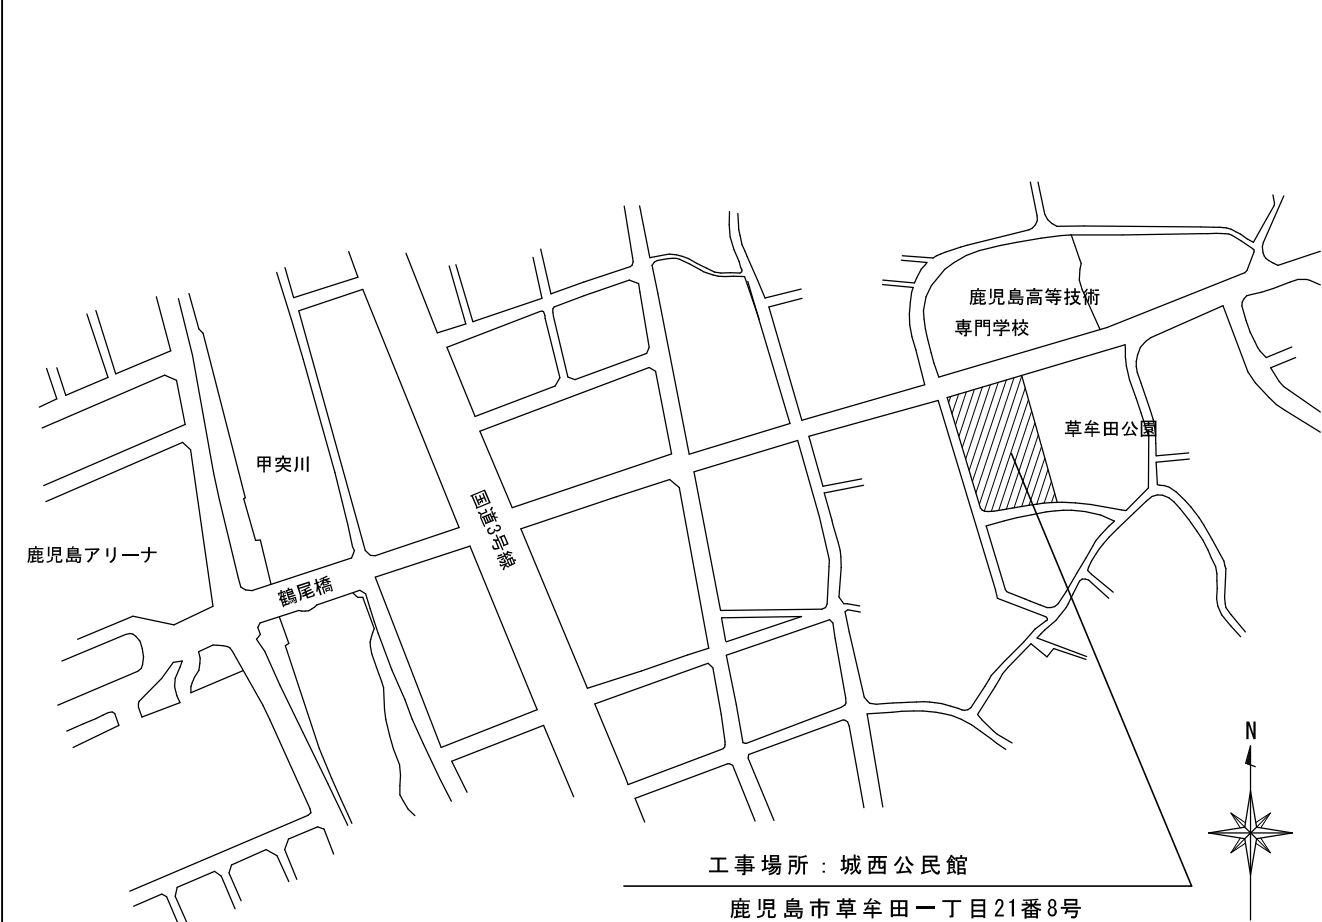 鹿児島高等技術
専門学校
草牟田公園
甲突川
国道3号線
鹿児島アリーナ
鶴尾橋
N
工事場所：城西公民館
鹿児島市草牟田一丁目21番8号